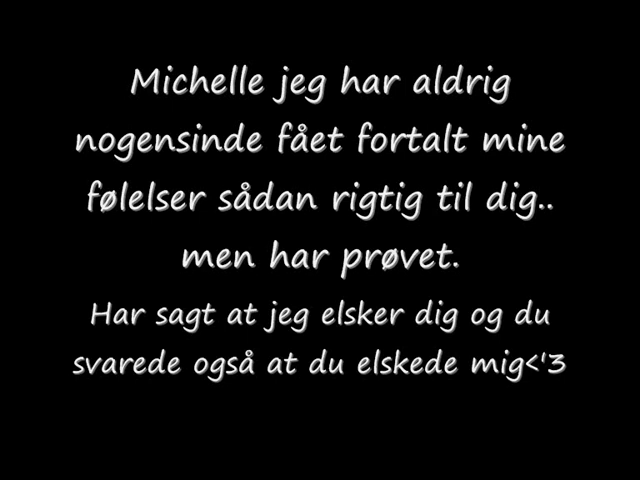 Michelle jeg har aldrig
nogensinde fået fortalt mine
følelser sådan rigtig til dig..
men har prøvet.
Har sagt at jeg elsker dig og du
svarede også at du elskede mig<'3